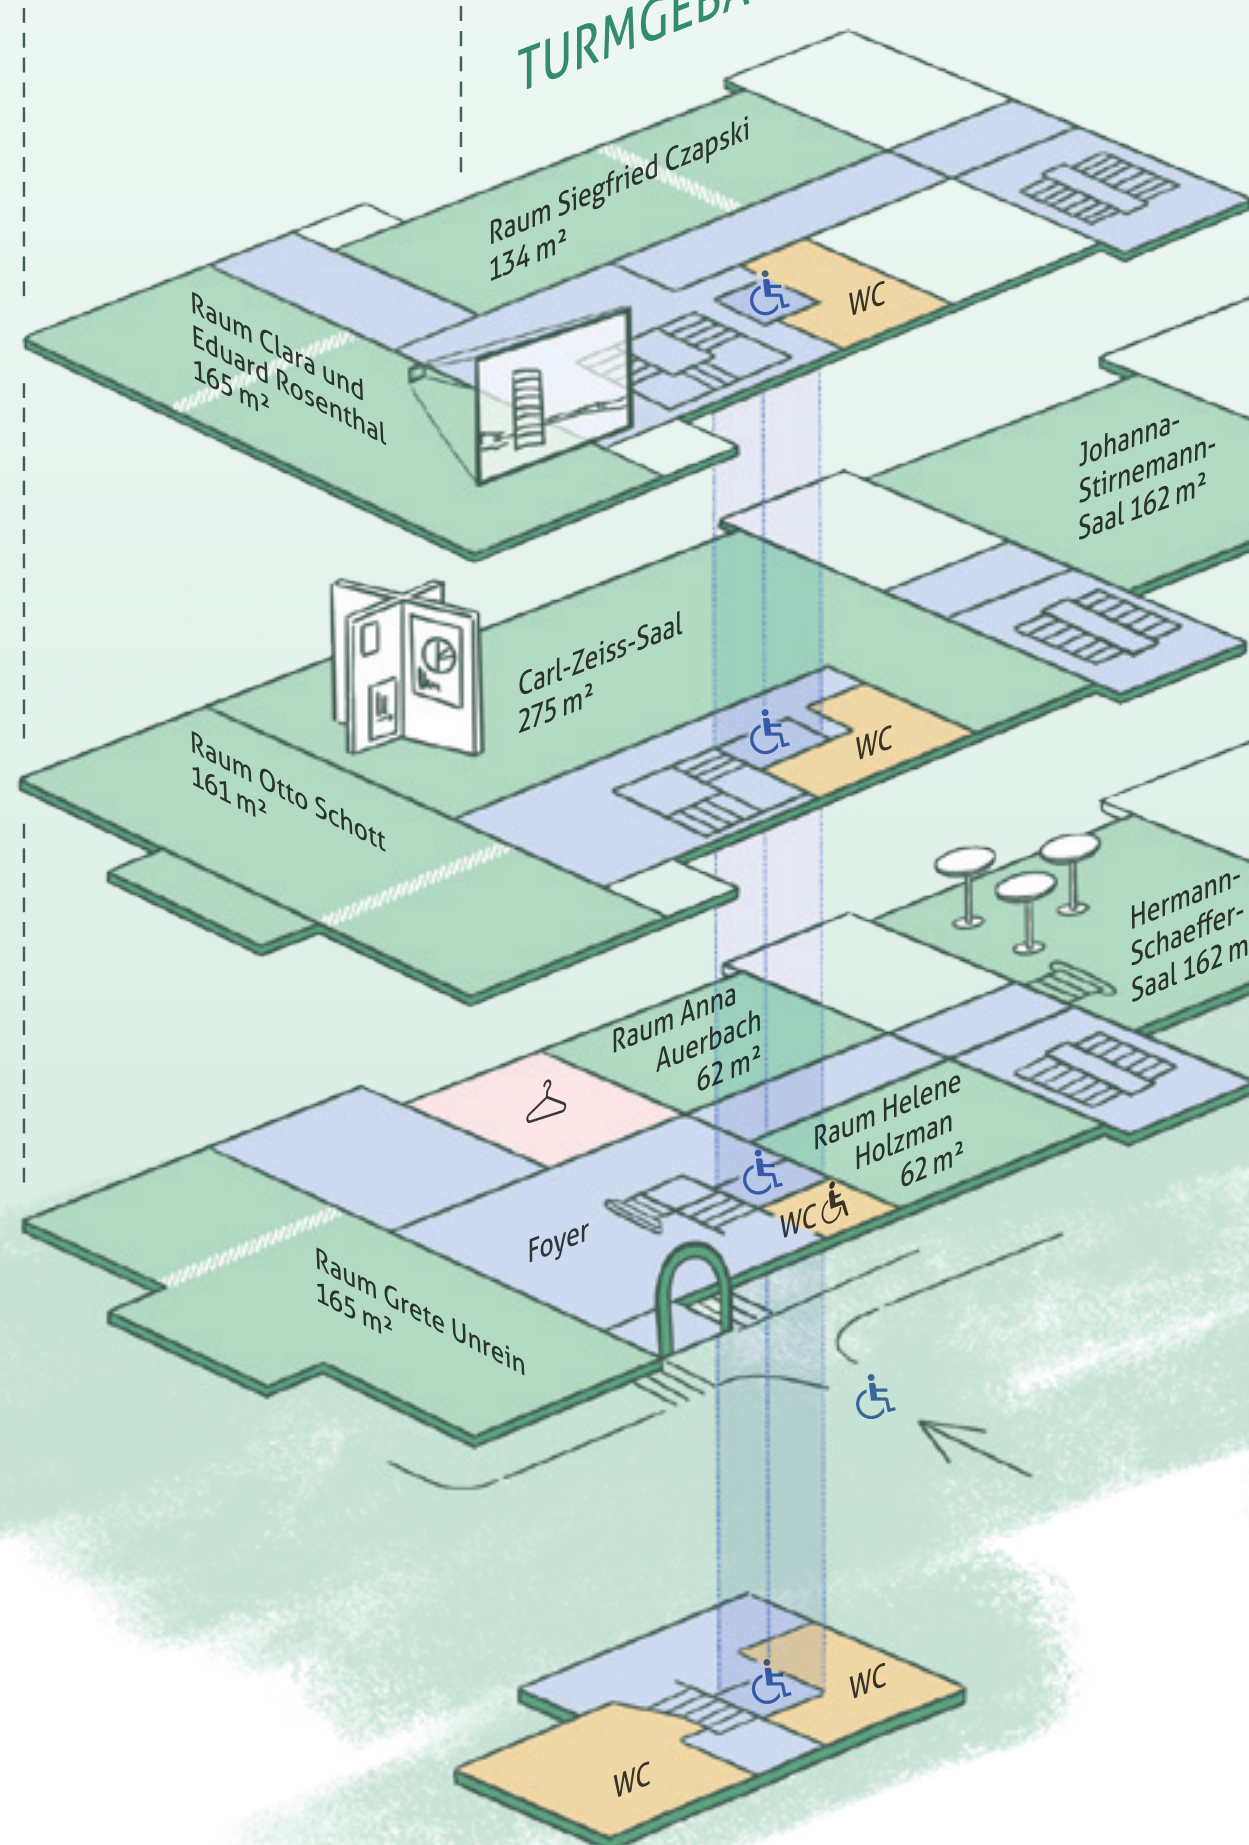 Raum Siegfried Czapski
134 m²
Raum Clara und
Eduard Rosenthal
165 m²
WC
Johanna-
Stirnemann-
Saal 162 m²
Carl-Zeiss-Saal
275 m²
Raum Otto Schott
161 m²
WC
Hermann-
Schaeffer-
Saal 162 m
Raum Anna
Auerbach
62 m²
Raum Helene
Holzman
62 m²
WC
Foyer
Raum Grete Unrein
165 m²
WC
WC